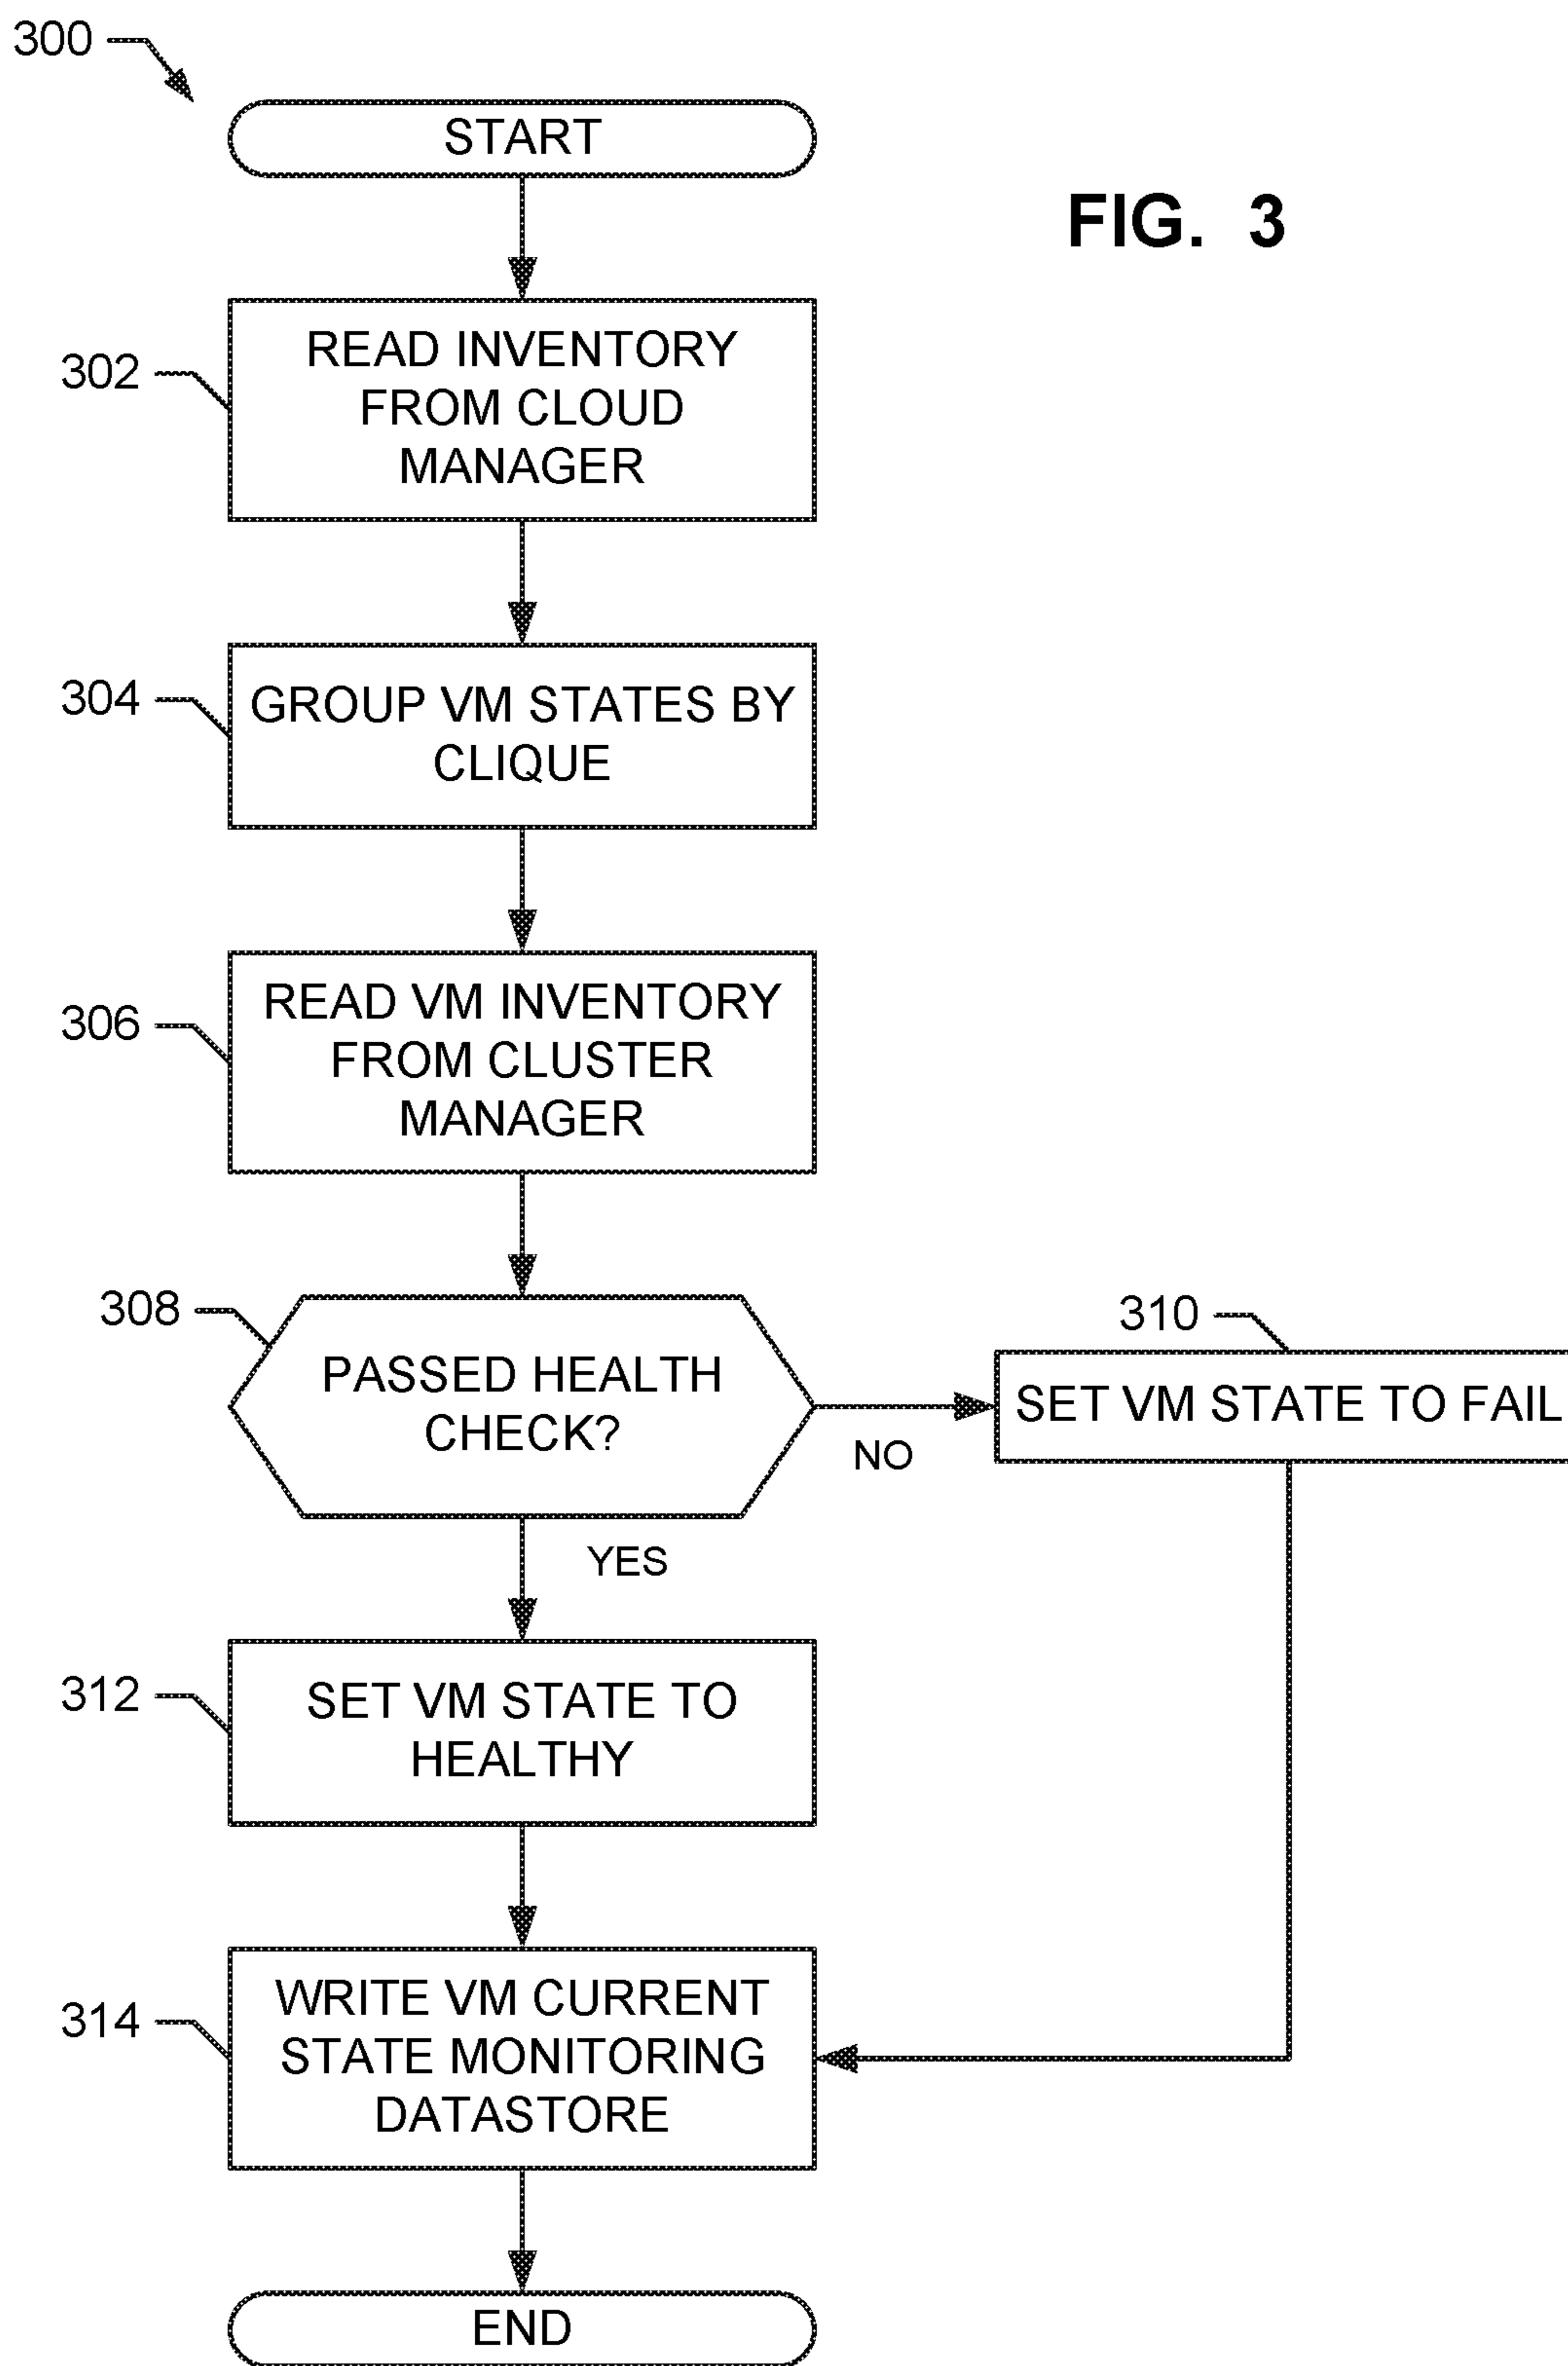 300
START
FIG. 3
302
READ INVENTORY
FROM CLOUD
MANAGER
304
GROUP VM STATES BY
CLIQUE
306
READ VM INVENTORY
FROM CLUSTER
MANAGER
308
PASSED HEALTH
CHECK?
NO
310
SET VM STATE TO FAIL
YES
312
SET VM STATE TO
HEALTHY
314
WRITE VM CURRENT
STATE MONITORING
DATASTORE
END